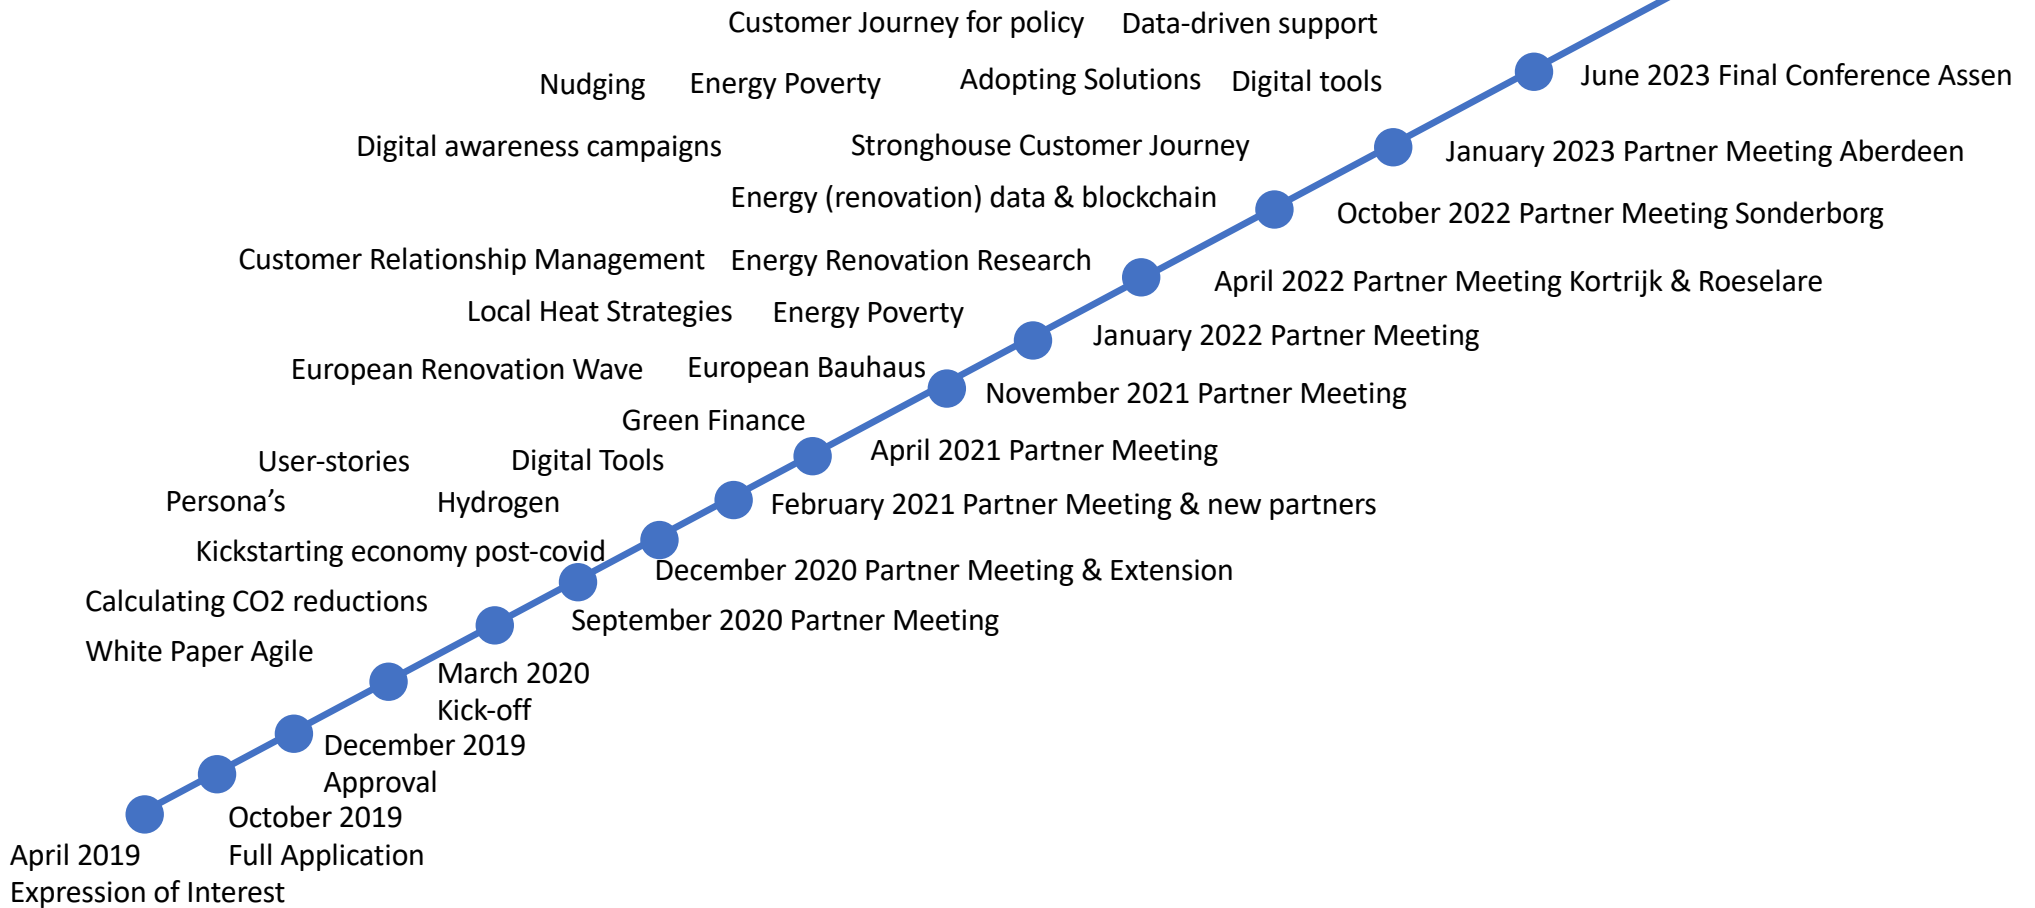 Customer Journey for policy Data-driven support
Nudging Energy Poverty Adopting Solutions Digital tools June 2023 Final Conference Assen
Digital awareness campaigns Stronghouse Customer Journey January 2023 Partner Meeting Aberdeen
Energy (renovation) data & blockchain October 2022 Partner Meeting Sonderborg
Customer Relationship Management Energy Renovation Research April 2022 Partner Meeting Kortrijk & Roeselare
Local Heat Strategies Energy Poverty January 2022 Partner Meeting
European Renovation Wave European Bauhaus November 2021 Partner Meeting
Green Finance April 2021 Partner Meeting
User-stories Digital Tools
Persona’s Hydrogen February 2021 Partner Meeting & new partners
Kickstarting economy post-covid December 2020 Partner Meeting & Extension
Calculating CO2 reductions September 2020 Partner Meeting
White Paper Agile March 2020
Kick-off
December 2019
Approval
October 2019
April 2019 Full Application
Expression of Interest